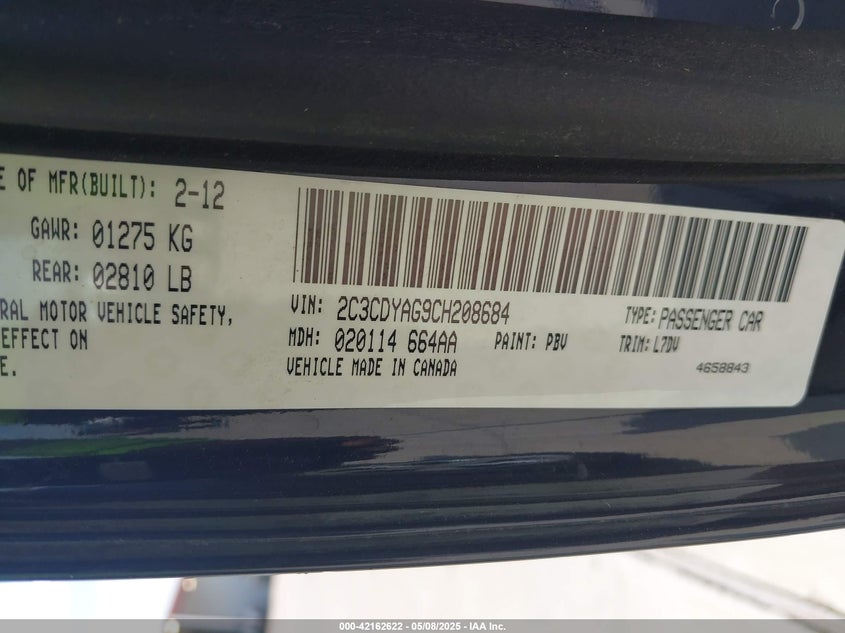 E OF MFR(BUILT): 2-12
GAWR: 01275 KG
REAR: 02810 LB
RAL MOTOR VEHICLE SAFETY,
EFFECT ON
E.
VIN: 2C3CDYAG9CH208684
TYPE: PASSENGER CAR
MDH: 020114 664AA PAINT: PBV TRIM: L7DV
VEHICLE MADE IN CANADA
4658843
000-42162622 - 05/08/2025 - IAA Inc.